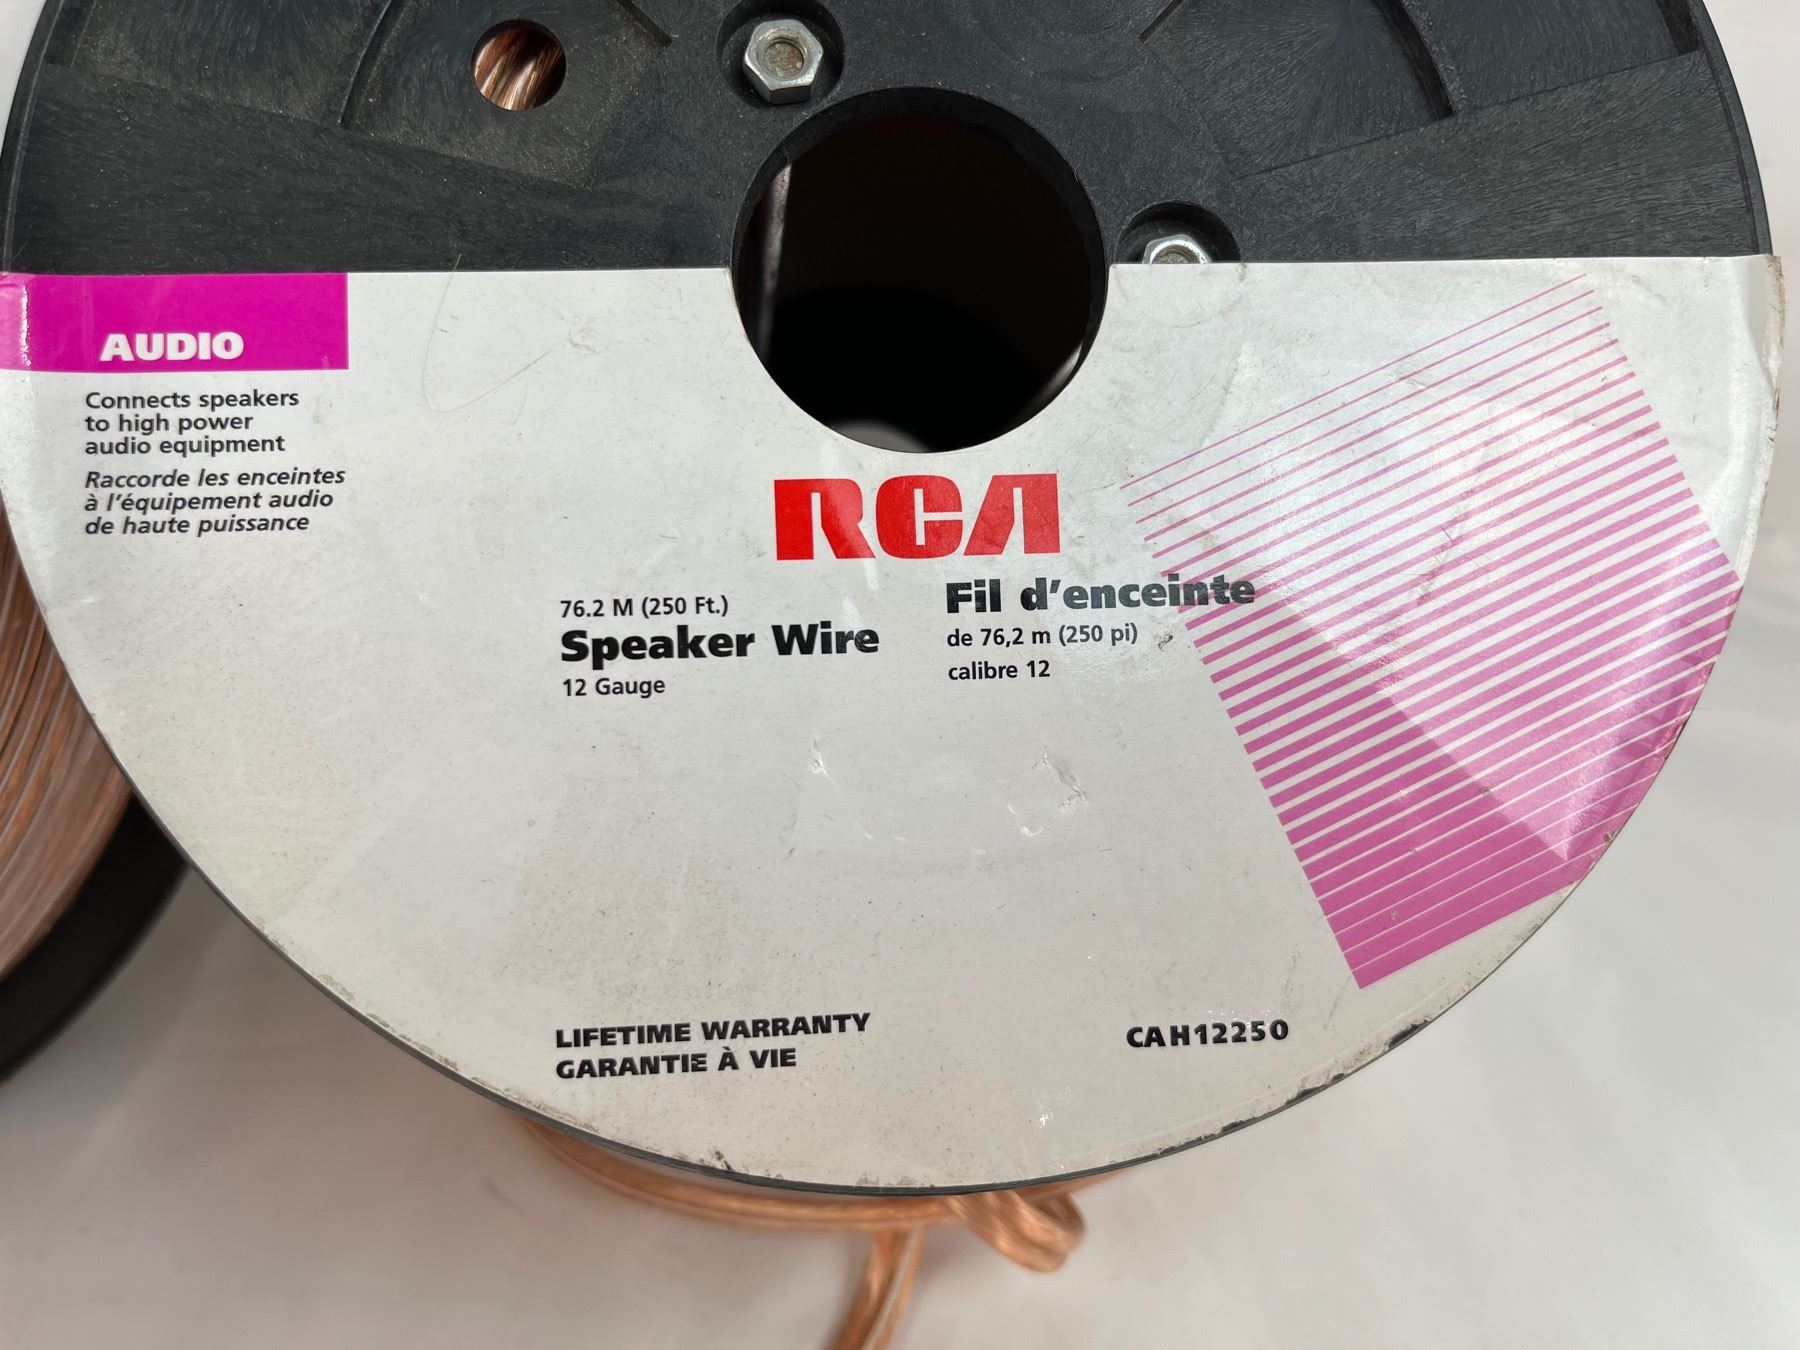 AUDIO
Connects speakers
to high power
audio equipment
Raccorde les enceintes
à l'équipement audio
de haute puissance
RCA
76.2 M (250 Ft.)
Speaker Wire
12 Gauge
Fil d'enceinte
de 76,2 m (250 pi)
calibre 12
LIFETIME WARRANTY
GARANTIE À VIE
CAH12250